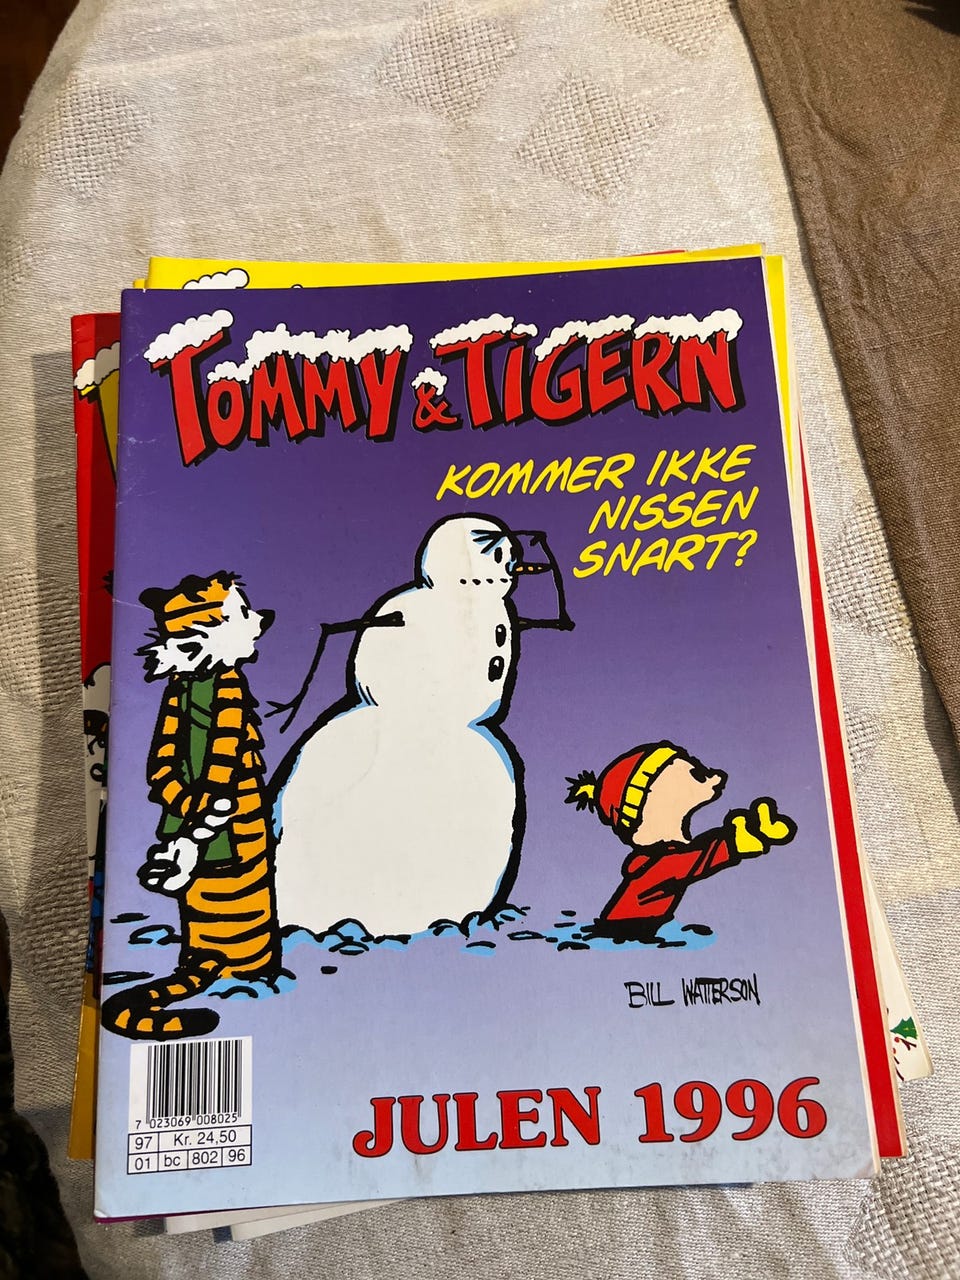 TOMMY & TIGERN
KOMMER IKKE
NISSEN
SNART?
BILL WATTERSON
7 023069 008025
97 Kr. 24,50
01 bc 802 96
JULEN 1996